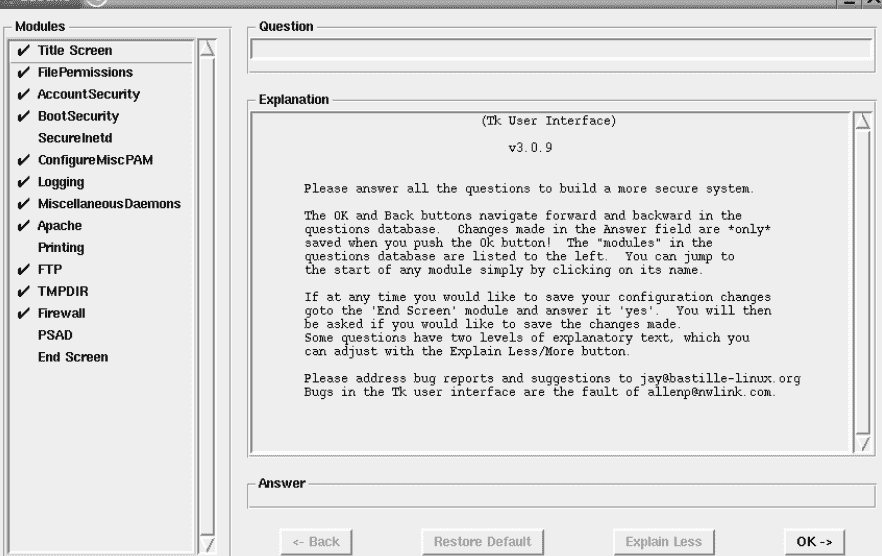 Modules
Title Screen
FilePermissions
AccountSecurity
BootSecurity
SecureInetd
ConfigureMiscPAM
Logging
MiscellaneousDaemons
Apache
Printing
FTP
TMPDIR
Firewall
PSAD
End Screen
Question
Explanation
(Tk User Interface)
v3.0.9
Please answer all the questions to build a more secure system.
The OK and Back buttons navigate forward and backward in the
questions database. Changes made in the Answer field are *only*
saved when you push the Ok button! The "modules" in the
questions database are listed to the left. You can jump to
the start of any module simply by clicking on its name.
If at any time you would like to save your configuration changes
goto the 'End Screen' module and answer it 'yes'. You will then
be asked if you would like to save the changes made.
Some questions have two levels of explanatory text, which you
can adjust with the Explain Less/More button.
Please address bug reports and suggestions to jay@bastille-linux.org
Bugs in the Tk user interface are the fault of allenp@nwlink.com.
Answer
<- Back
Restore Default
Explain Less
OK ->